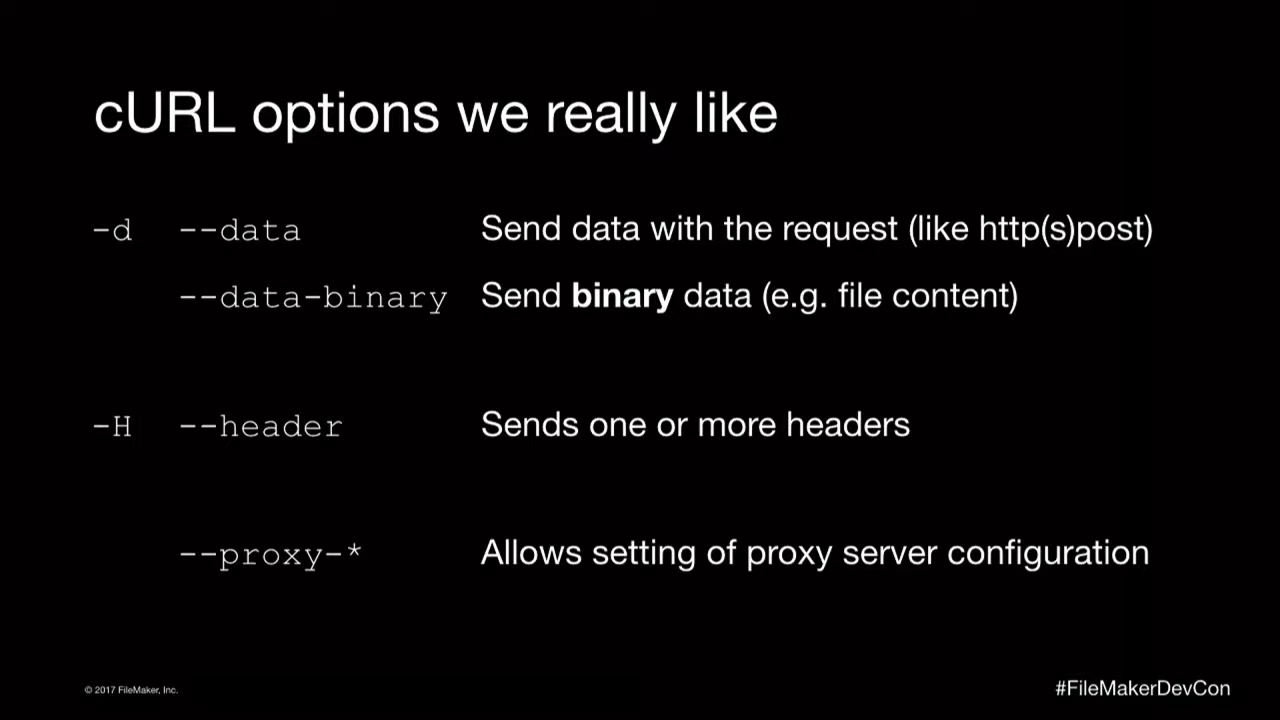 cURL options we really like
-d --data Send data with the request (like http(s)post)
--data-binary Send binary data (e.g. file content)
-H --header Sends one or more headers
--proxy-* Allows setting of proxy server configuration
© 2017 FileMaker, Inc.
#FileMakerDevCon